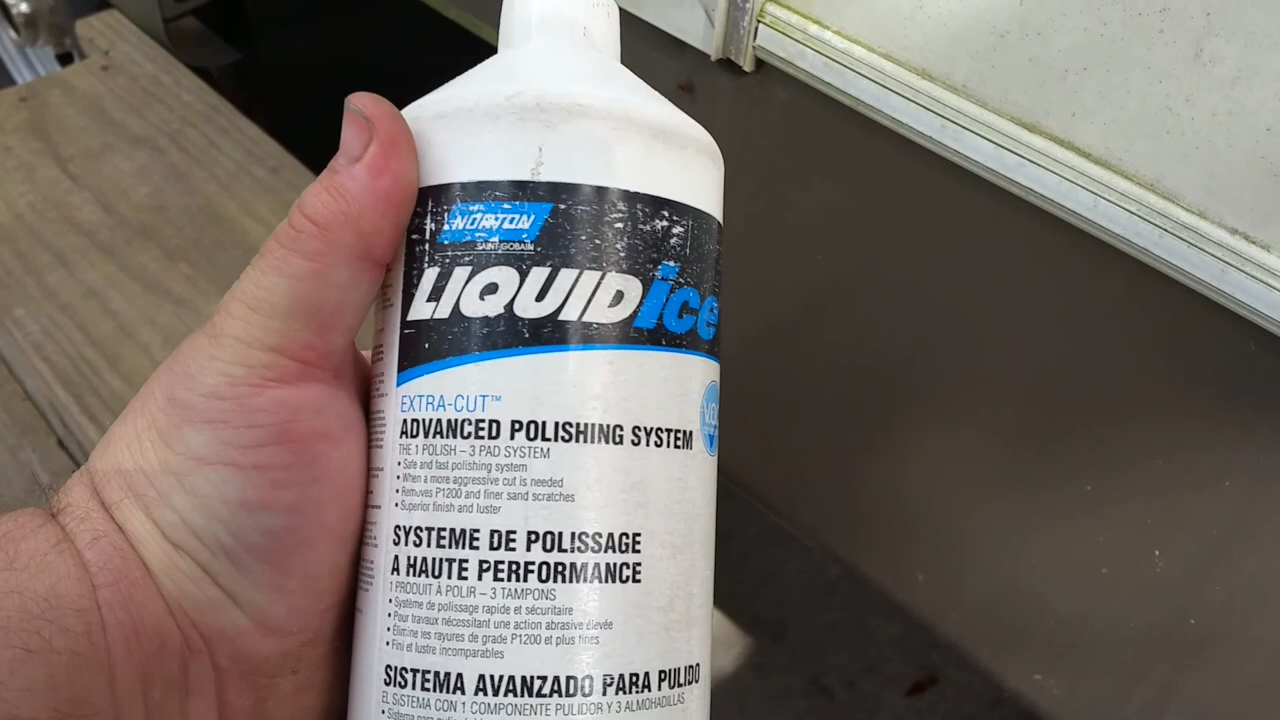 NORTON
SAINT-GOBAIN
LIQUID ice
EXTRA-CUT™
ADVANCED POLISHING SYSTEM
THE 1 POLISH – 3 PAD SYSTEM
• Safe and fast polishing system
• When a more aggressive cut is needed
• Removes P1200 and finer sand scratches
• Superior finish and luster
SYSTEME DE POLISSAGE
A HAUTE PERFORMANCE
1 PRODUIT À POLIR – 3 TAMPONS
• Système de polissage rapide et sécuritaire
• Pour travaux nécessitant une action abrasive élevée
• Élimine les rayures de grade P1200 et plus fines
• Fini et lustre incomparables
SISTEMA AVANZADO PARA PULIDO
EL SISTEMA CON 1 COMPONENTE PULIDOR Y 3 ALMOHADILLAS
• Sistema para